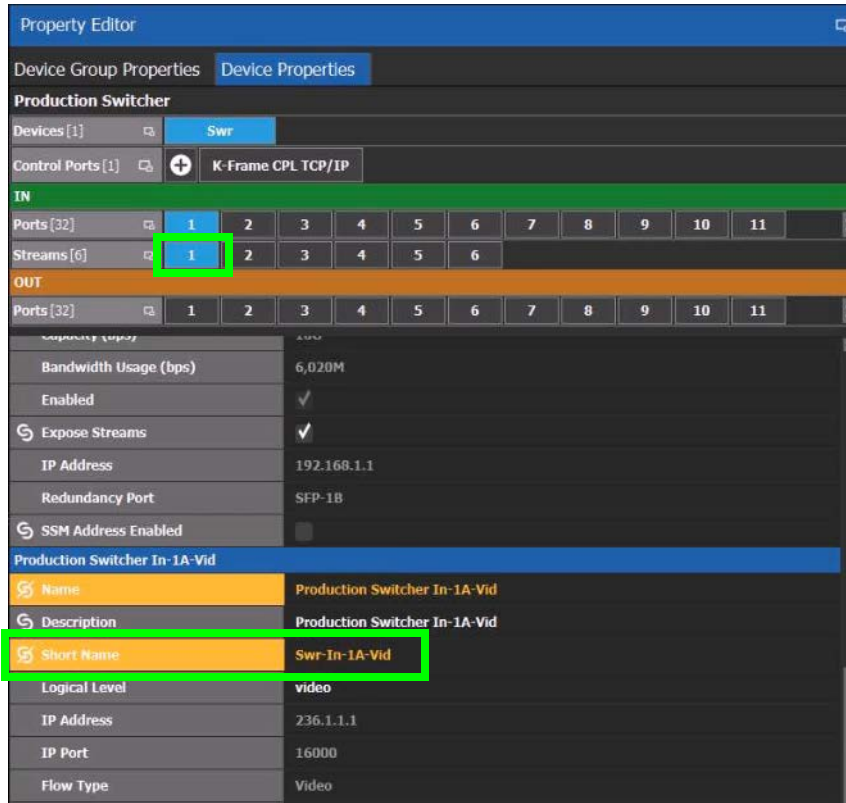 Property Editor
Device Group Properties Device Properties
Production Switcher
Devices [1] Swr
Control Ports [1] K-Frame CPL TCP/IP
IN
Ports [32] 1 2 3 4 5 6 7 8 9 10 11
Streams [6] 1 2 3 4 5 6
OUT
Ports [32] 1 2 3 4 5 6 7 8 9 10 11
Capacity (bps) 10G
Bandwidth Usage (bps) 6,020M
Enabled
Expose Streams
IP Address 192.168.1.1
Redundancy Port SFP-1B
SSM Address Enabled
Production Switcher In-1A-Vid
Name Production Switcher In-1A-Vid
Description Production Switcher In-1A-Vid
Short Name Swr-In-1A-Vid
Logical Level video
IP Address 236.1.1.1
IP Port 16000
Flow Type Video